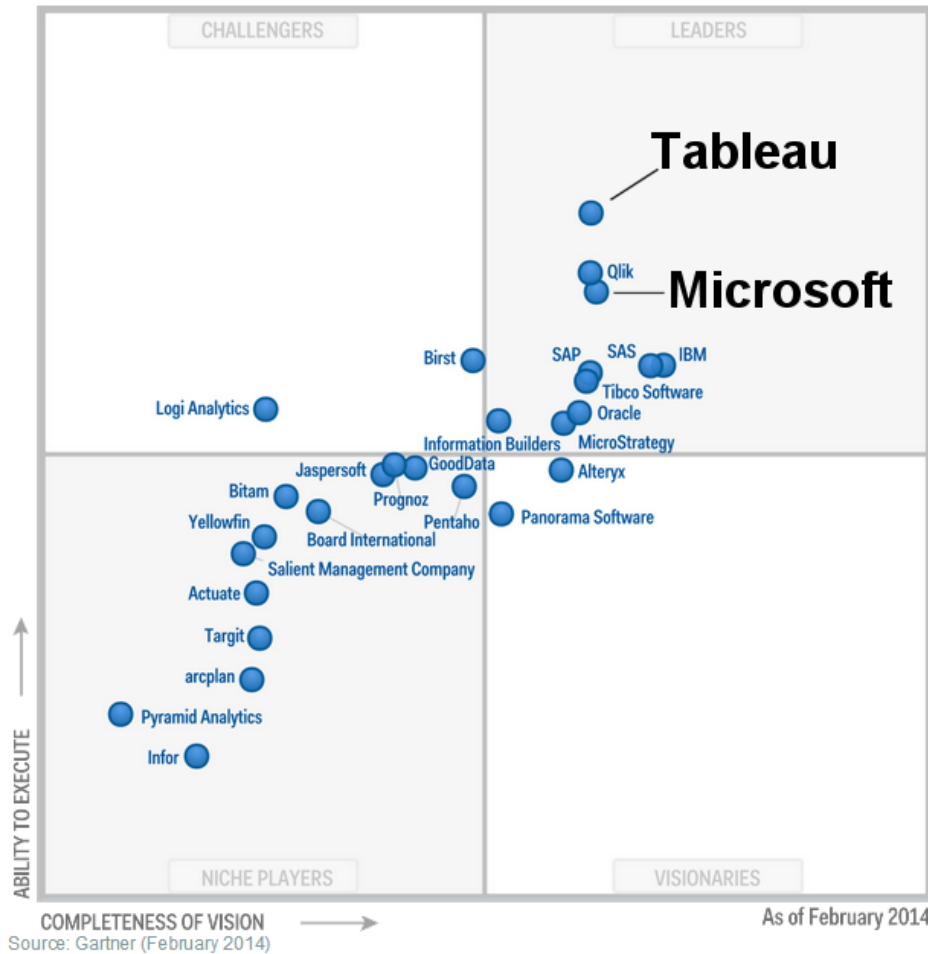 CHALLENGERS
LEADERS
Tableau
Qlik
Microsoft
Birst
SAP
SAS
IBM
Tibco Software
Logi Analytics
Oracle
Information Builders
MicroStrategy
Jaspersoft
GoodData
Alteryx
Bitam
Prognoz
Pentaho
Panorama Software
Yellowfin
Board International
Salient Management Company
Actuate
Targit
arcplan
Pyramid Analytics
Infor
ABILITY TO EXECUTE
NICHE PLAYERS
VISIONARIES
COMPLETENESS OF VISION
As of February 2014
Source: Gartner (February 2014)